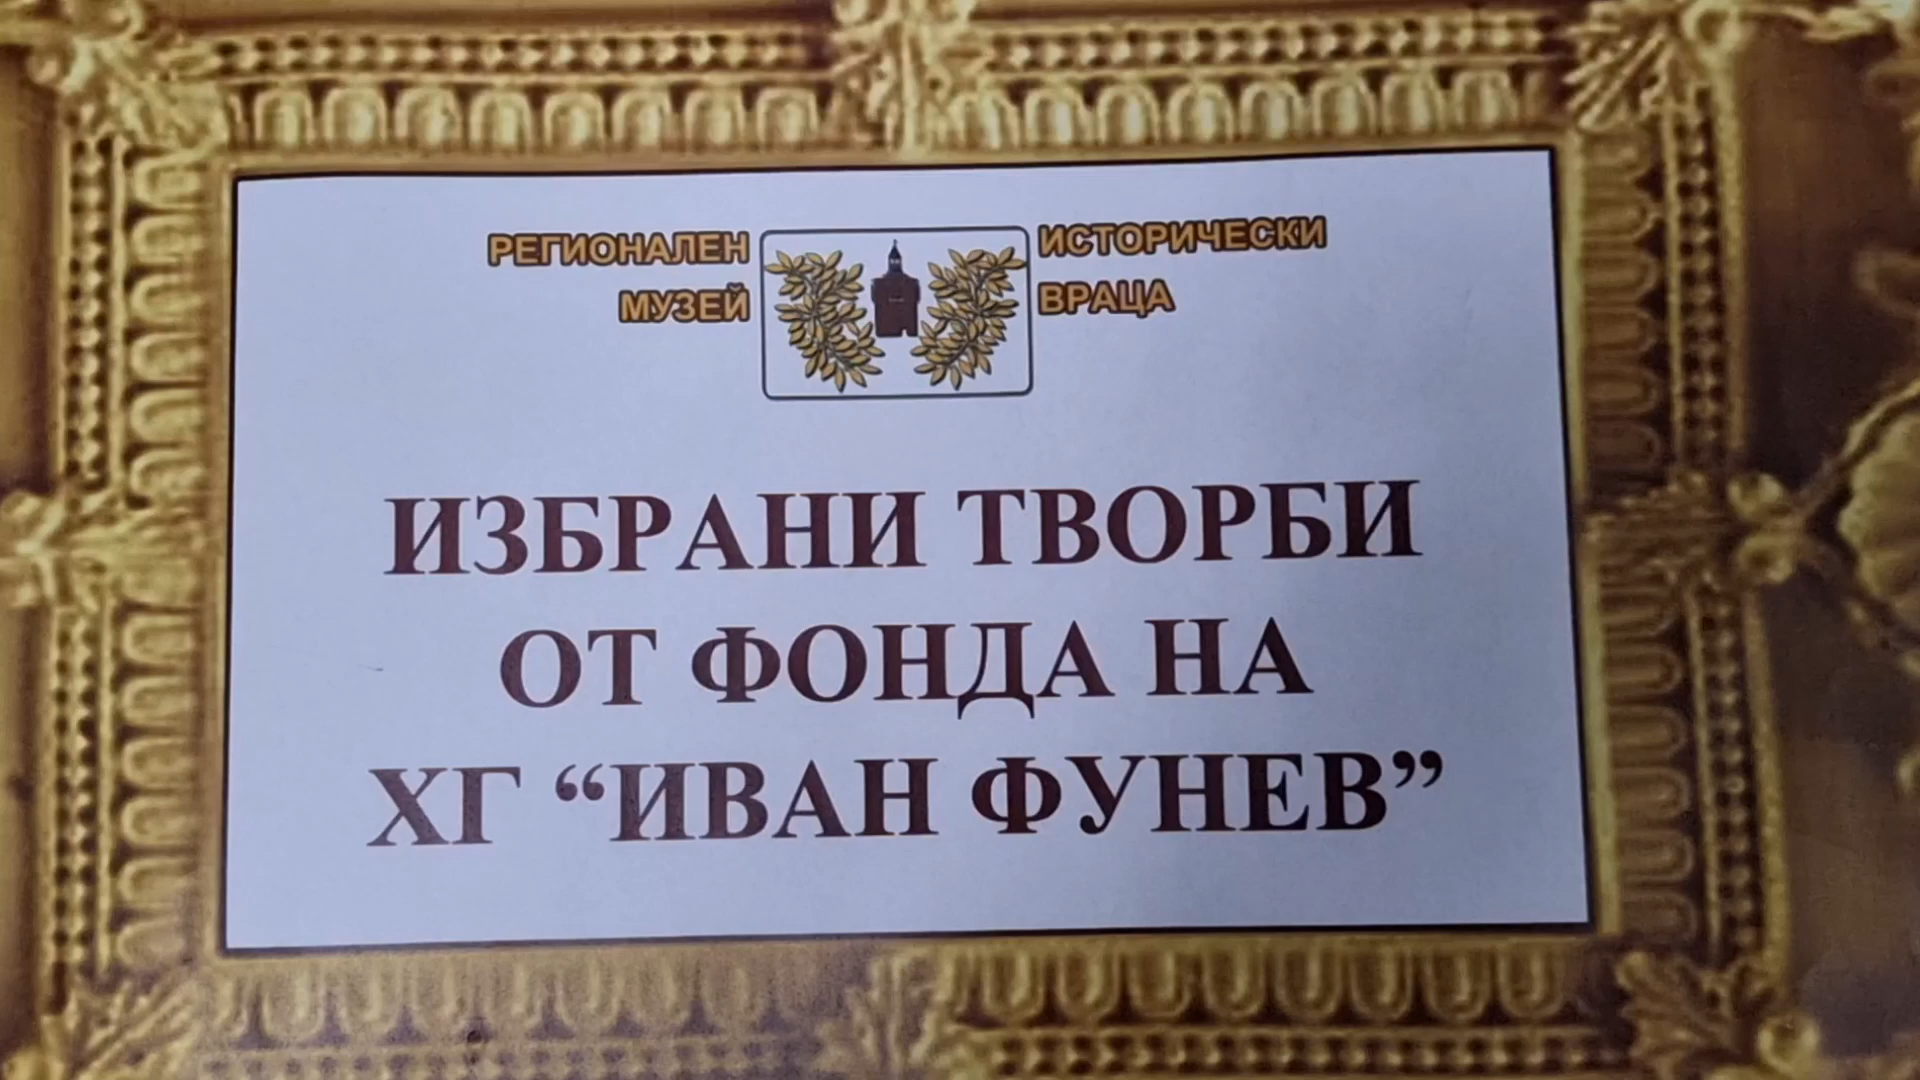 РЕГИОНАЛЕН ИСТОРИЧЕСКИ
МУЗЕЙ ВРАЦА
ИЗБРАНИ ТВОРБИ
ОТ ФОНДА НА
ХГ “ИВАН ФУНЕВ”